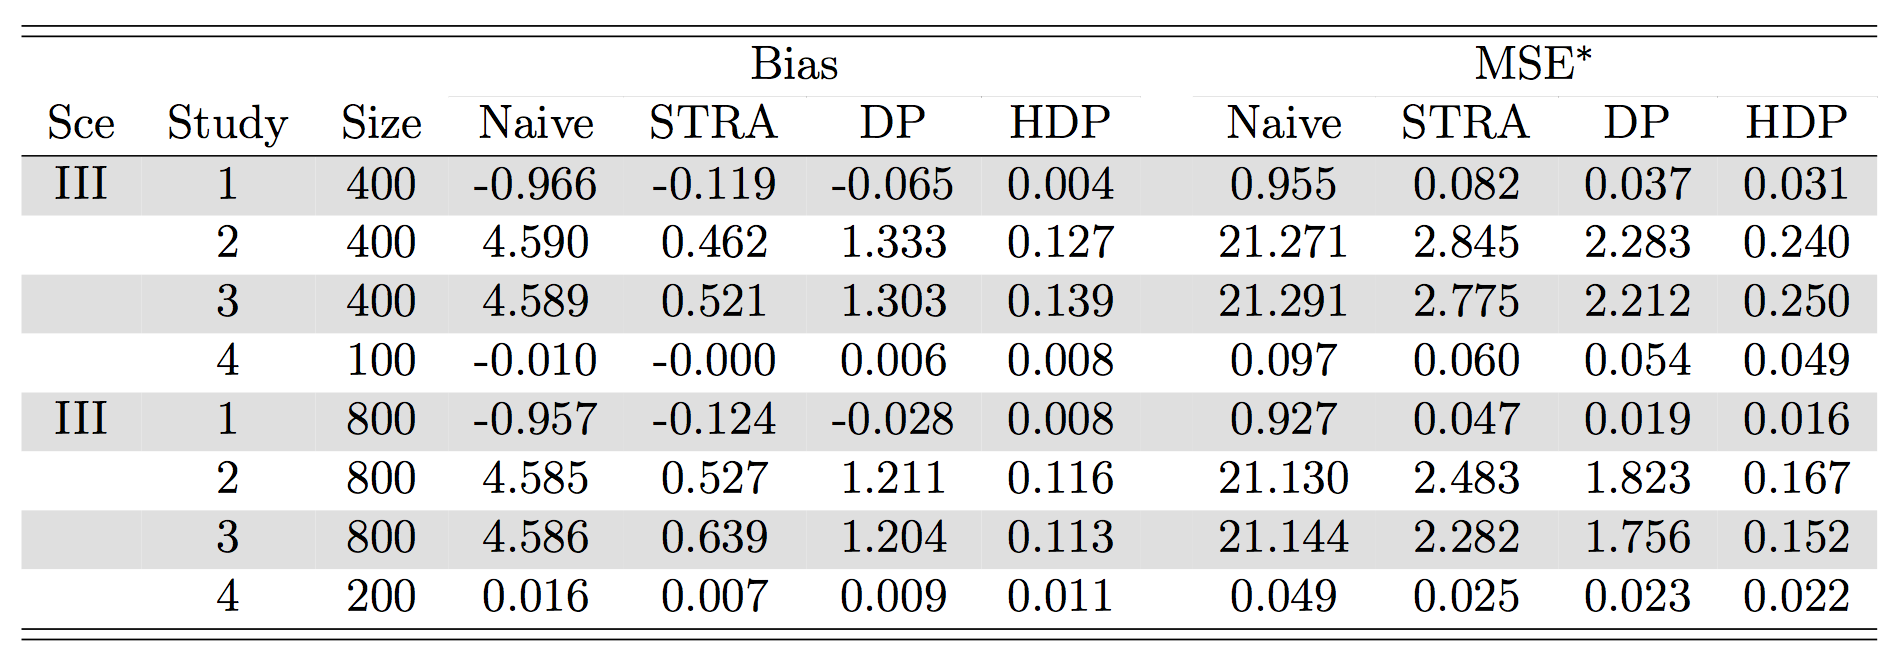 Bias MSE*
Sce Study Size Naive STRA DP HDP Naive STRA DP HDP
III 1 400 -0.966 -0.119 -0.065 0.004 0.955 0.082 0.037 0.031
2 400 4.590 0.462 1.333 0.127 21.271 2.845 2.283 0.240
3 400 4.589 0.521 1.303 0.139 21.291 2.775 2.212 0.250
4 100 -0.010 -0.000 0.006 0.008 0.097 0.060 0.054 0.049
III 1 800 -0.957 -0.124 -0.028 0.008 0.927 0.047 0.019 0.016
2 800 4.585 0.527 1.211 0.116 21.130 2.483 1.823 0.167
3 800 4.586 0.639 1.204 0.113 21.144 2.282 1.756 0.152
4 200 0.016 0.007 0.009 0.011 0.049 0.025 0.023 0.022